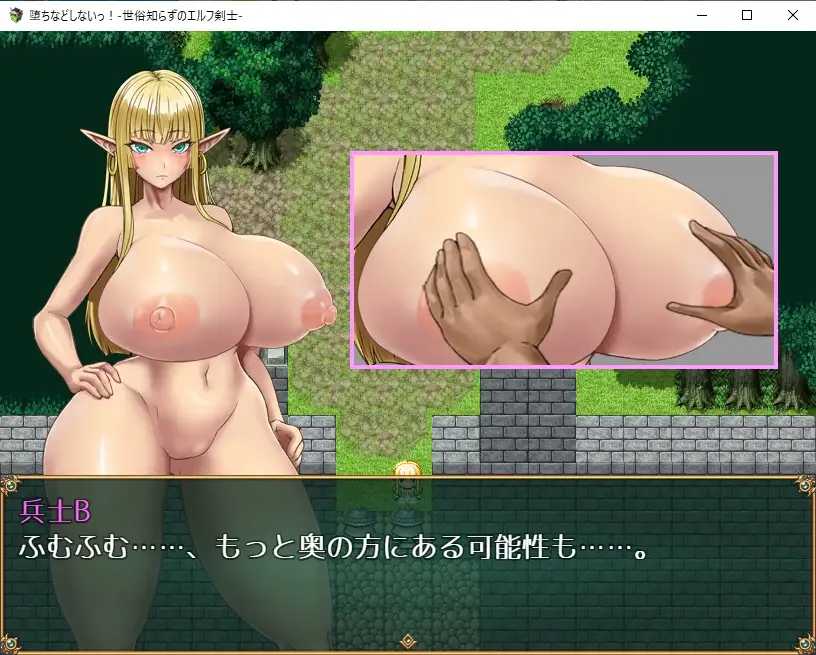 堕ちなどしないっ！-世俗知らずのエルフ剣士-
兵士B
ふむふむ……、もっと奥の方にある可能性も……。